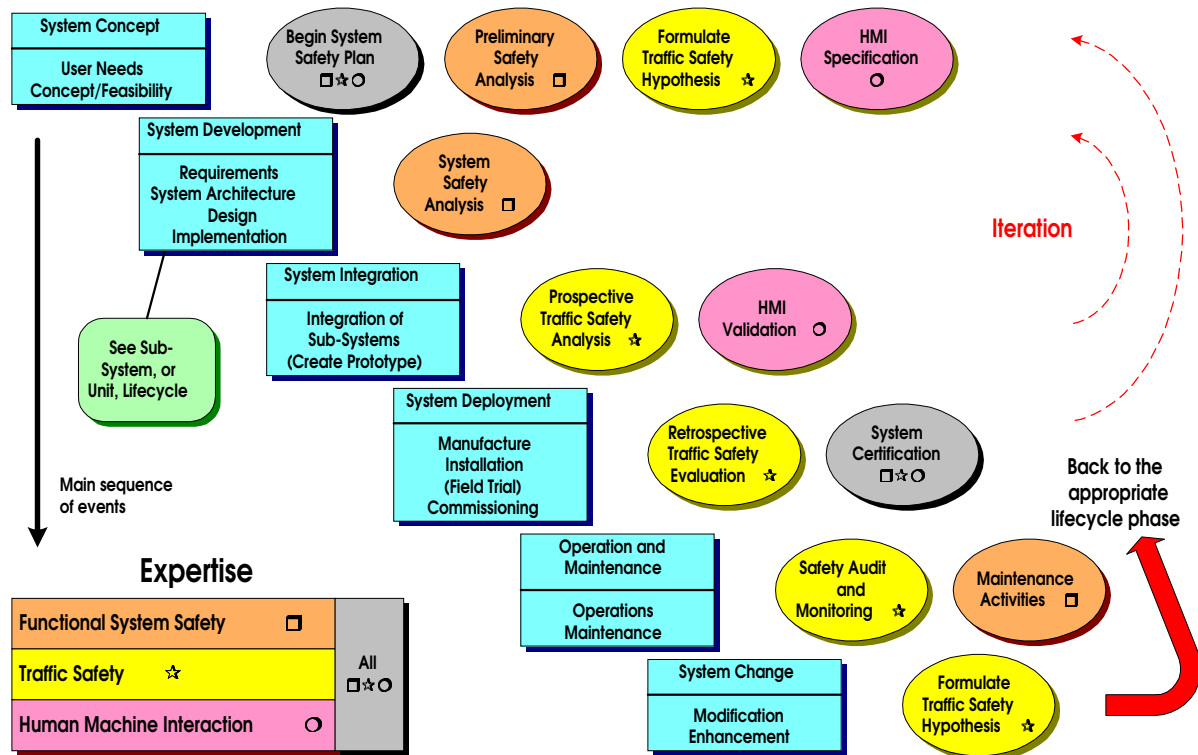 System Concept
User Needs
Concept/Feasibility
Begin System
Safety Plan
Preliminary
Safety
Analysis
Formulate
Traffic Safety
Hypothesis
HMI
Specification
System Development
Requirements
System Architecture
Design
Implementation
System
Safety
Analysis
Iteration
System Integration
Integration of
Sub-Systems
(Create Prototype)
Prospective
Traffic Safety
Analysis
HMI
Validation
See Sub-
System, or
Unit, Lifecycle
System Deployment
Manufacture
Installation
(Field Trial)
Commissioning
Retrospective
Traffic Safety
Evaluation
System
Certification
Back to the
appropriate
lifecycle phase
Main sequence
of events
Operation and
Maintenance
Operations
Maintenance
Safety Audit
and
Monitoring
Maintenance
Activities
System Change
Modification
Enhancement
Formulate
Traffic Safety
Hypothesis
Expertise
Functional System Safety
Traffic Safety
Human Machine Interaction
All